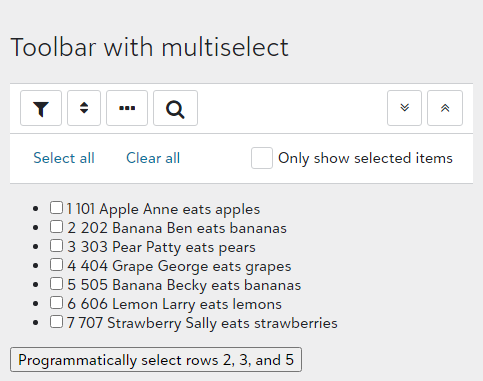 Toolbar with multiselect
Select all Clear all Only show selected items
1 101 Apple Anne eats apples
2 202 Banana Ben eats bananas
3 303 Pear Patty eats pears
4 404 Grape George eats grapes
5 505 Banana Becky eats bananas
6 606 Lemon Larry eats lemons
7 707 Strawberry Sally eats strawberries
Programmatically select rows 2, 3, and 5